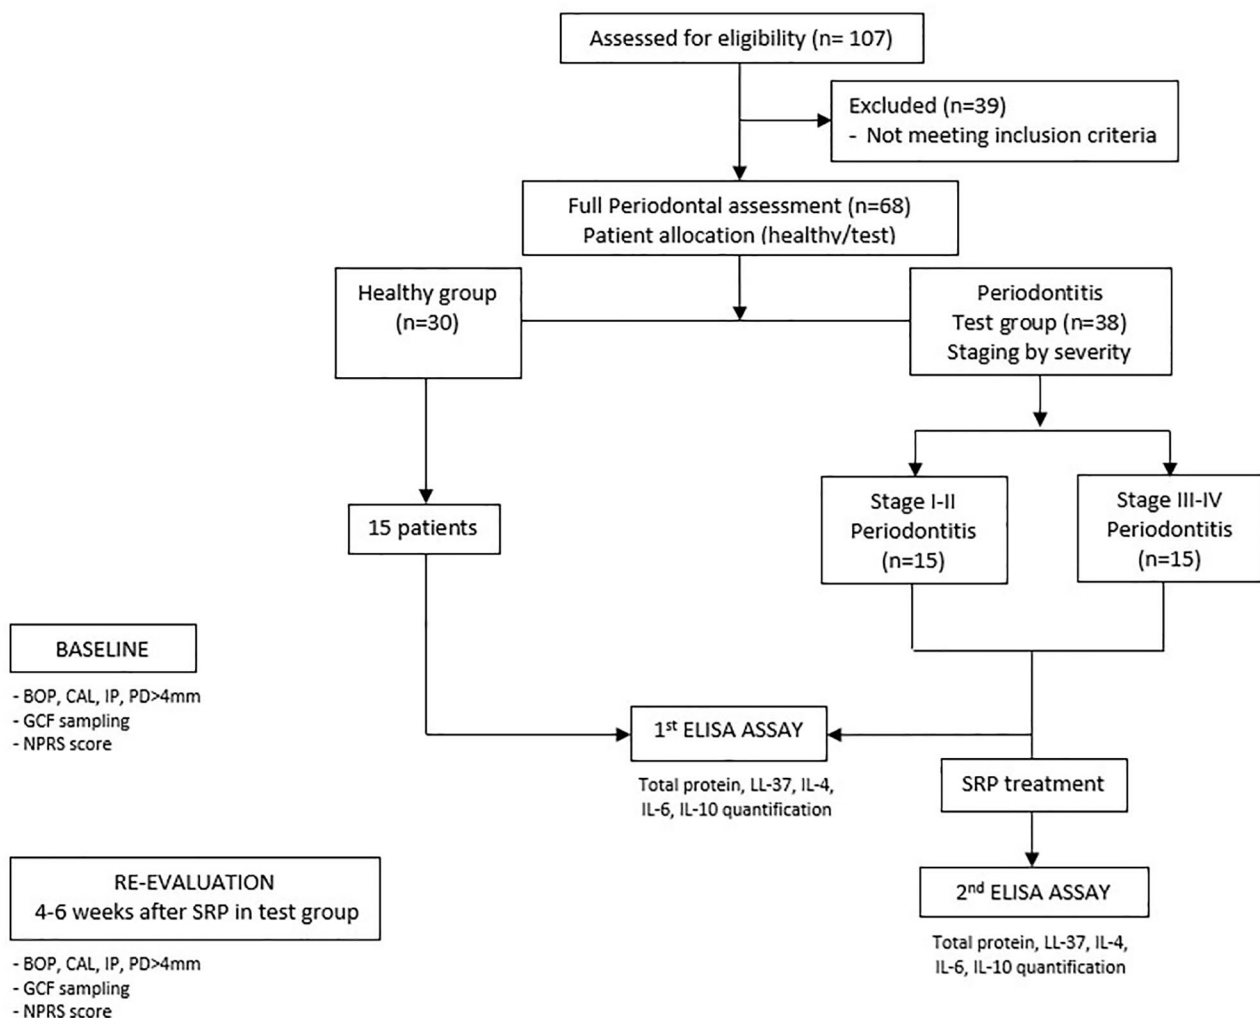 Assessed for eligibility (n= 107)
Excluded (n=39)
- Not meeting inclusion criteria
Full Periodontal assessment (n=68)
Patient allocation (healthy/test)
Healthy group
(n=30)
Periodontitis
Test group (n=38)
Staging by severity
15 patients
Stage I-II
Periodontitis
(n=15)
Stage III-IV
Periodontitis
(n=15)
BASELINE
- BOP, CAL, IP, PD>4mm
- GCF sampling
- NPRS score
1st ELISA ASSAY
Total protein, LL-37, IL-4,
IL-6, IL-10 quantification
SRP treatment
RE-EVALUATION
4-6 weeks after SRP in test group
- BOP, CAL, IP, PD>4mm
- GCF sampling
- NPRS score
2nd ELISA ASSAY
Total protein, LL-37, IL-4,
IL-6, IL-10 quantification